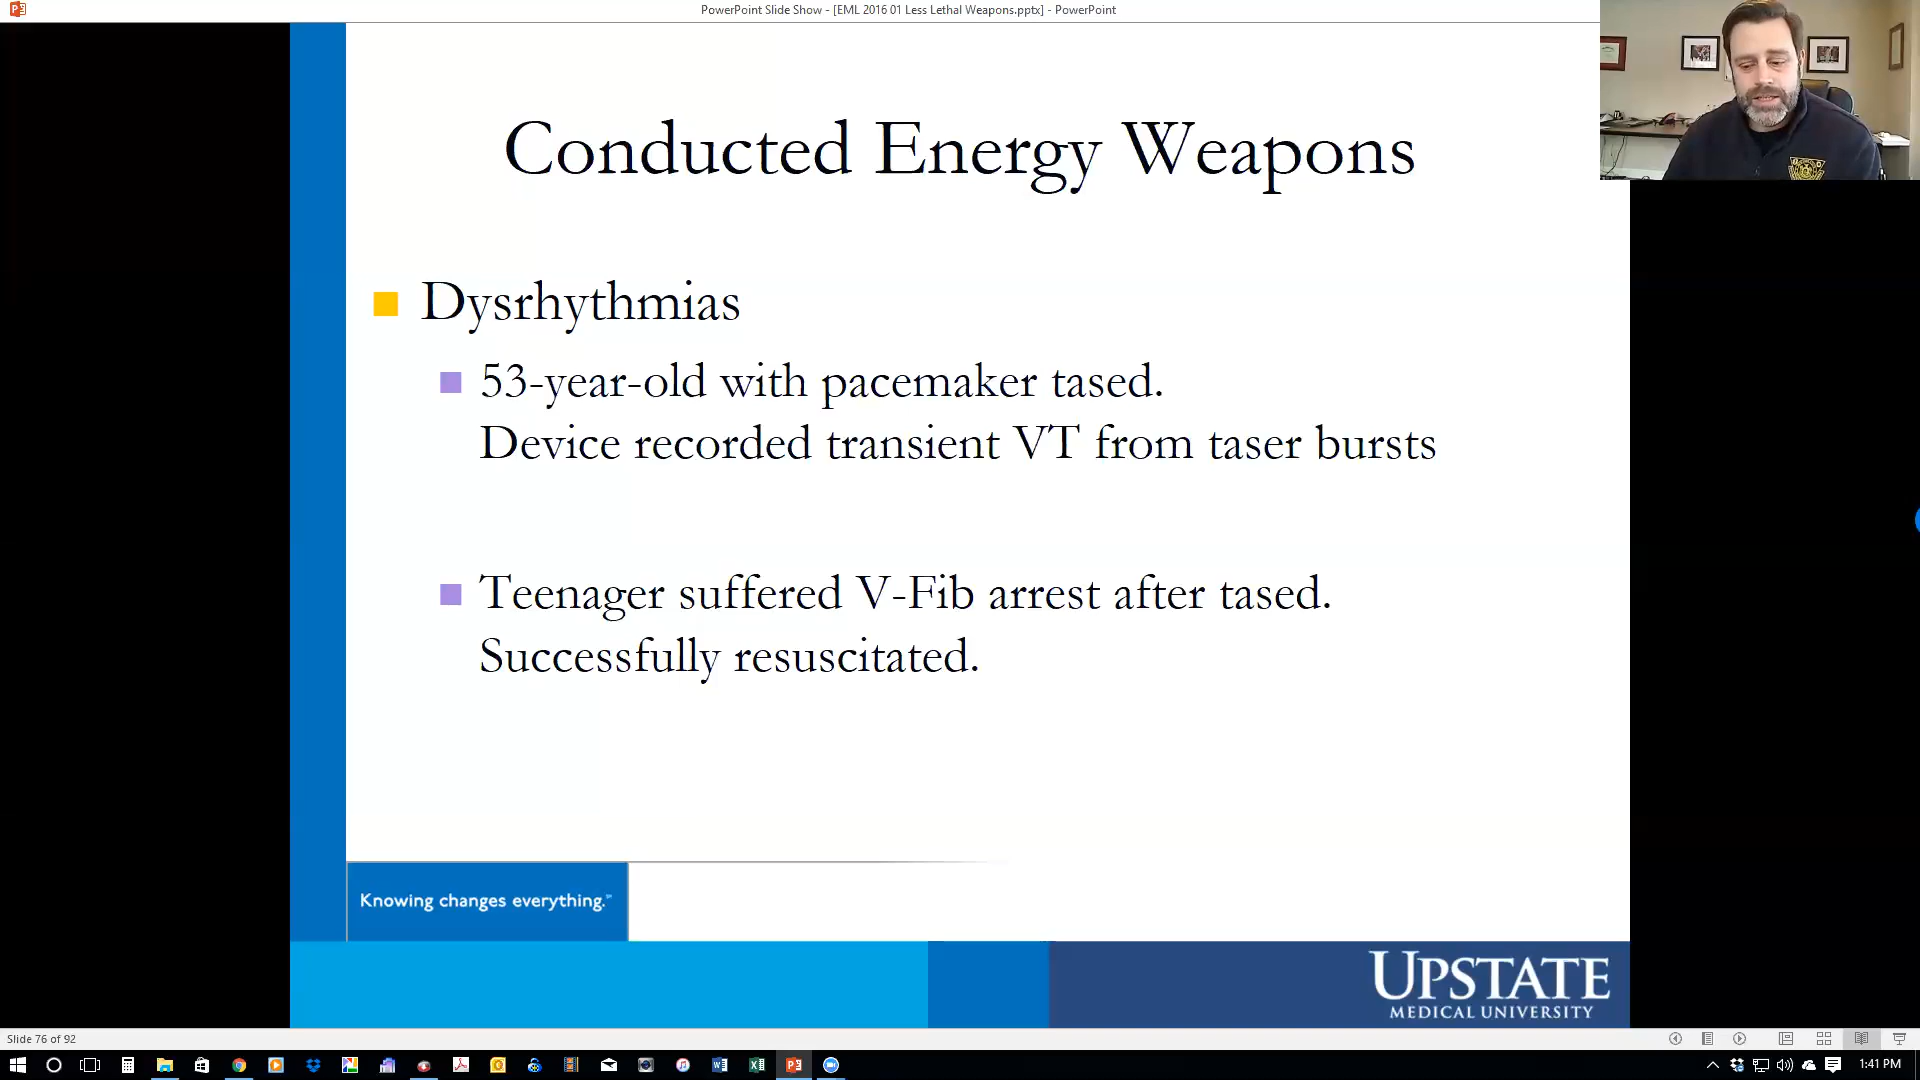 PowerPoint Slide Show - [EML 2016 01 Less Lethal Weapons.pptx] - PowerPoint
Conducted Energy Weapons
Dysrhythmias
53-year-old with pacemaker tased.
Device recorded transient VT from taser bursts
Teenager suffered V-Fib arrest after tased.
Successfully resuscitated.
Knowing changes everything.℠
UPSTATE
MEDICAL UNIVERSITY
Slide 76 of 92
1:41 PM